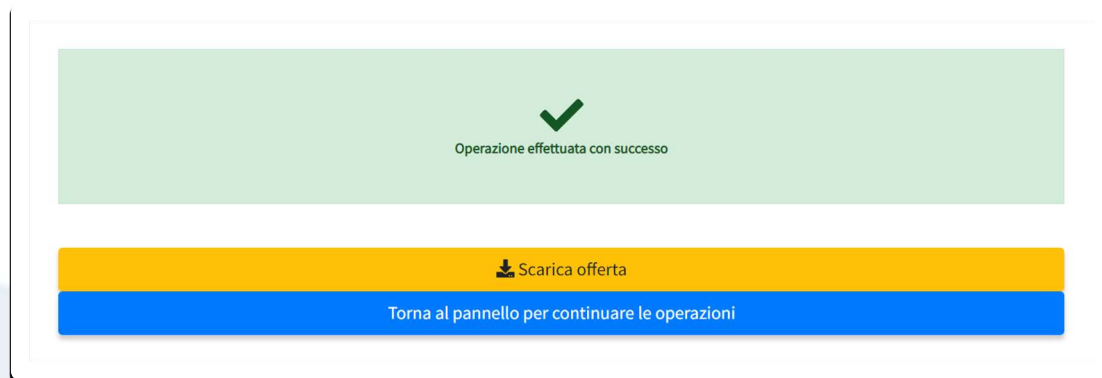 Operazione effettuata con successo
Scarica offerta
Torna al pannello per continuare le operazioni